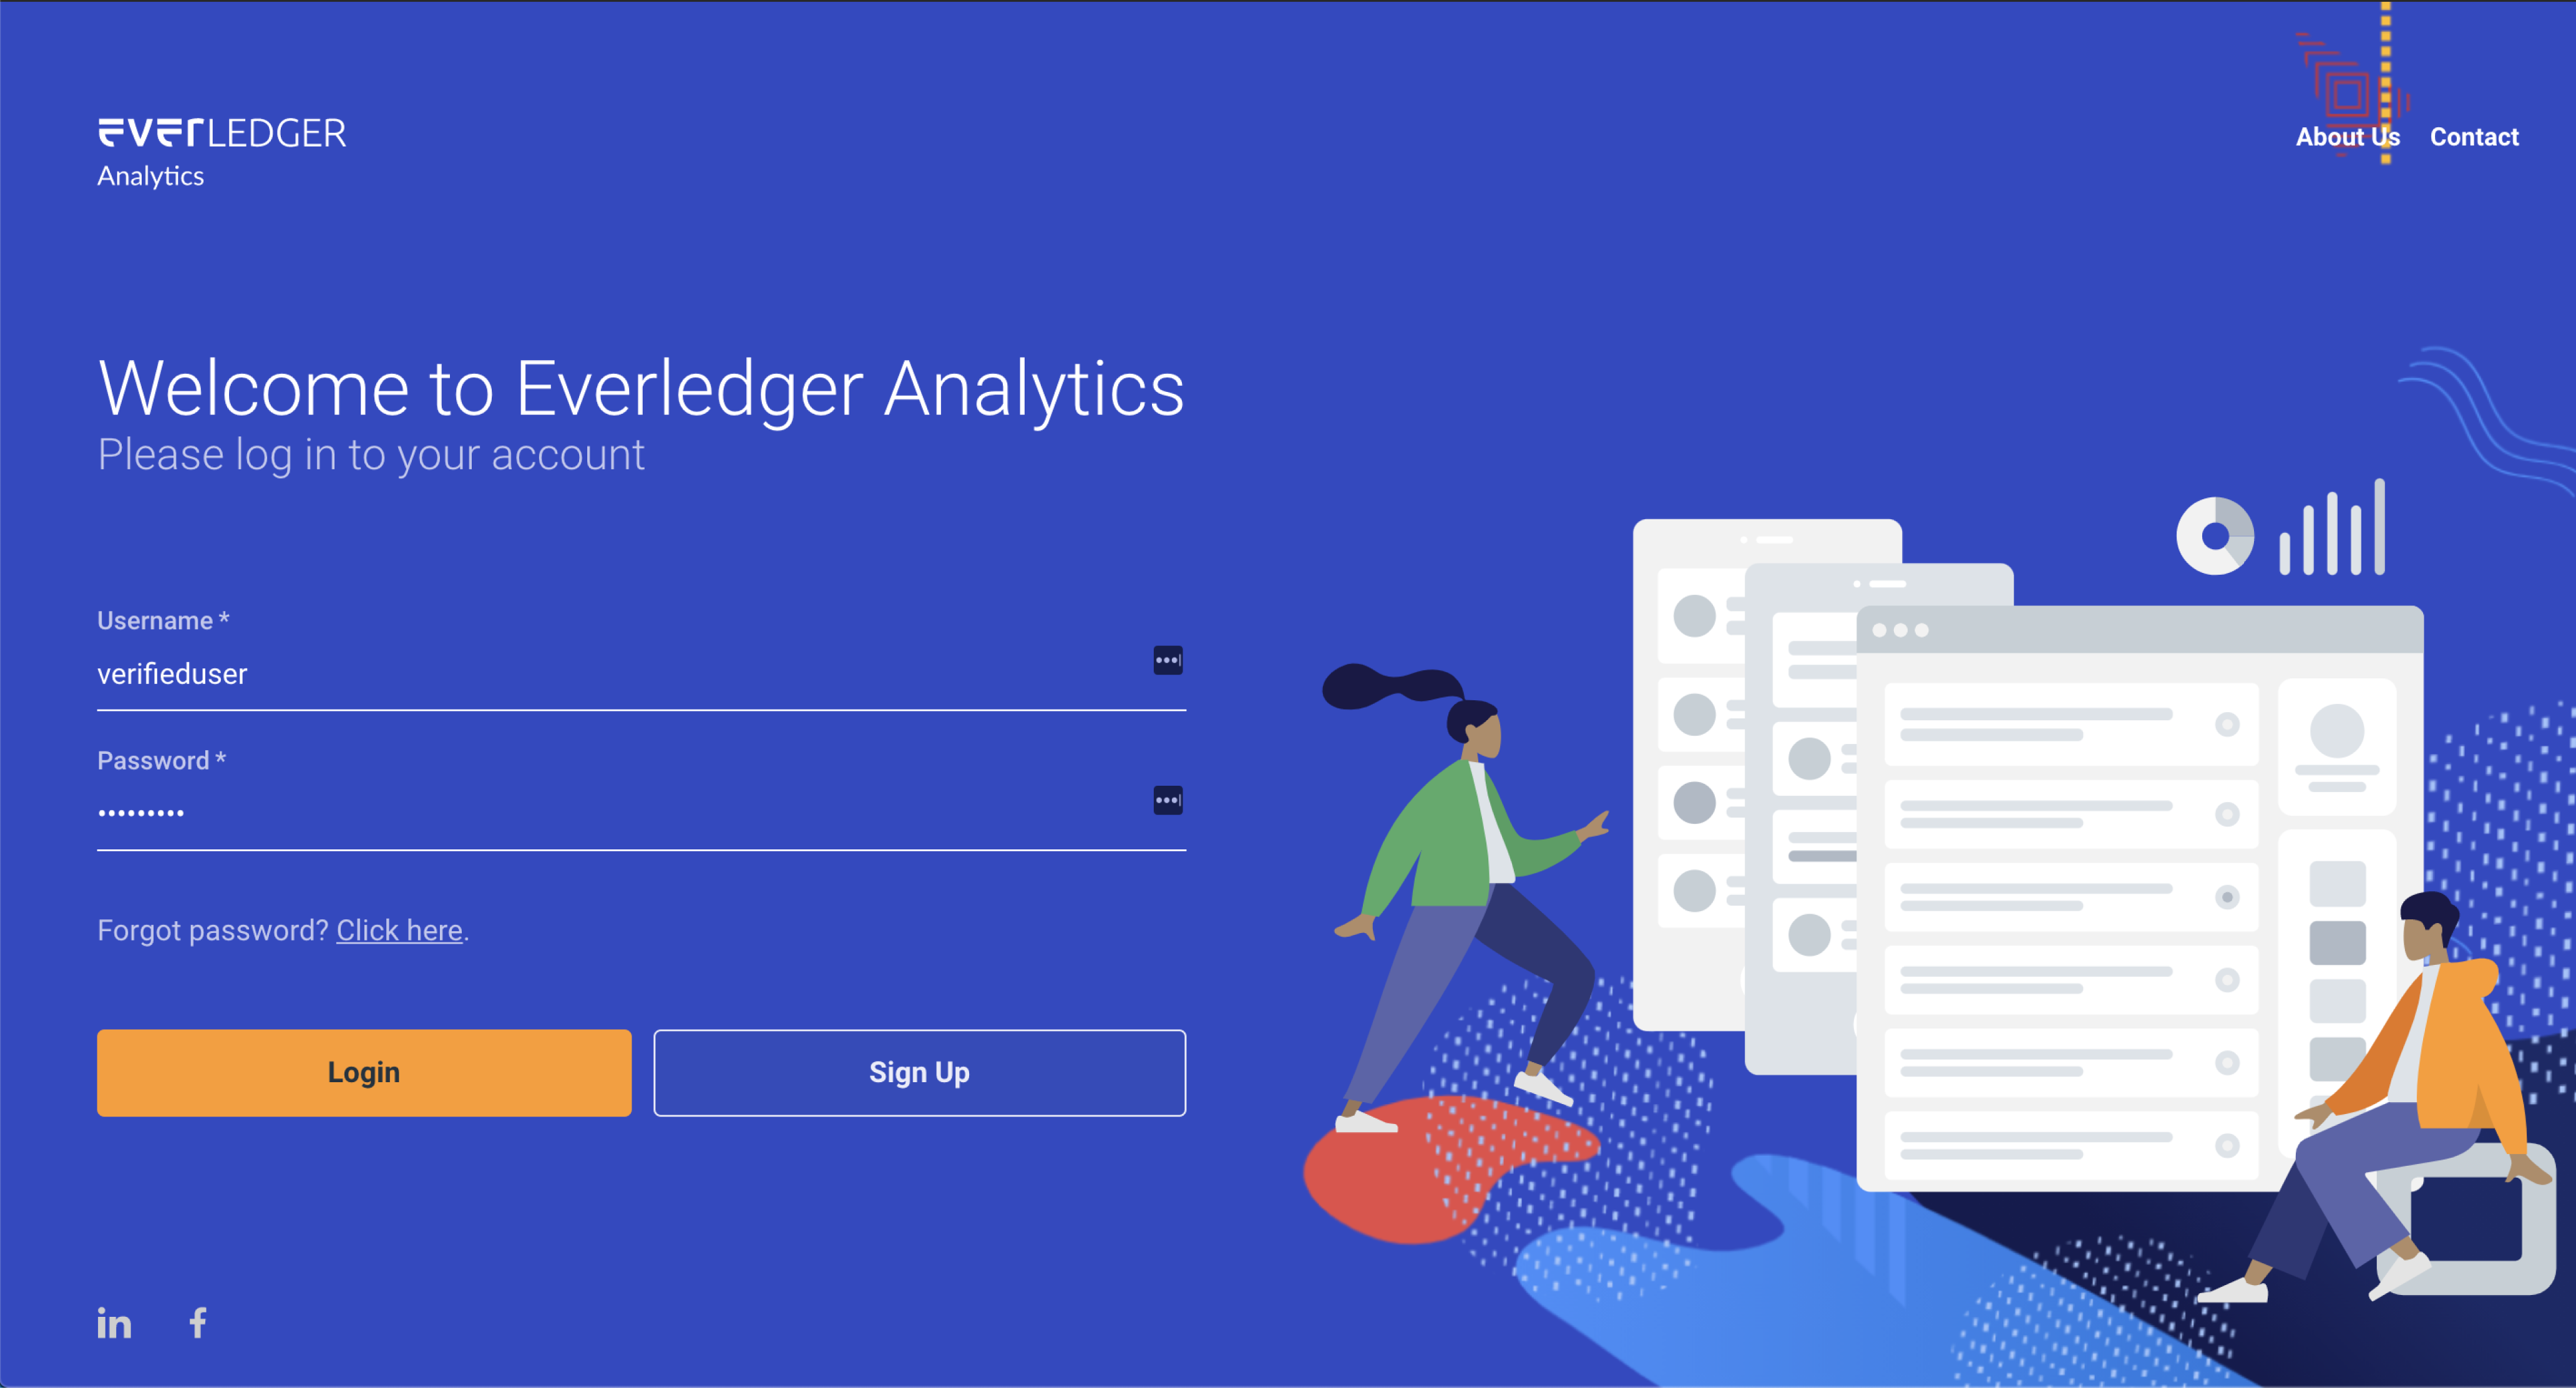 EVERLEDGER
Analytics
About Us
Contact
Welcome to Everledger Analytics
Please log in to your account
Username *
verifieduser
Password *
•••••••••
Forgot password? Click here.
Login
Sign Up
in
f